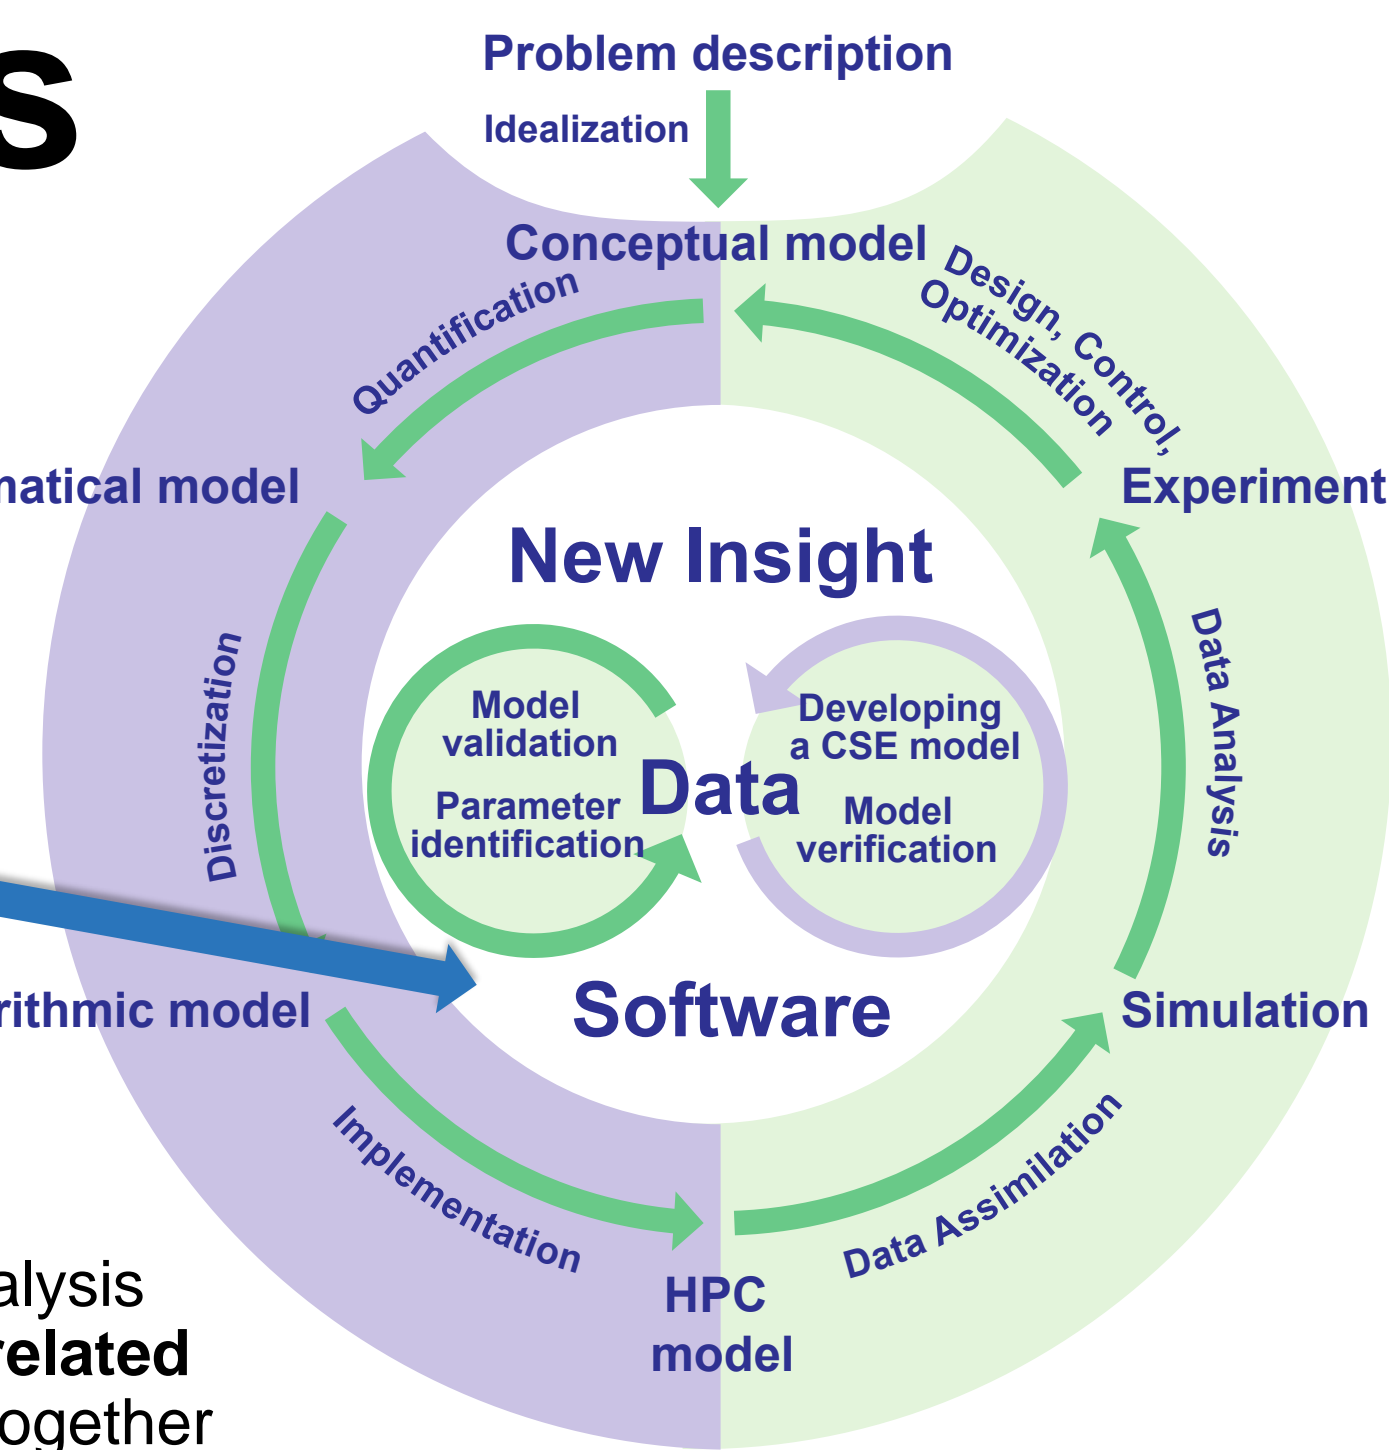 s
Problem description
Idealization
Conceptual model
Quantification
Design, Control,
Optimization
matical model
Experiment
New Insight
Discretization
Data Analysis
Model
validation
Parameter
identification
Data
Developing
a CSE model
Model
verification
rithmic model
Software
Simulation
Implementation
Data Assimilation
HPC
model
alysis
related
ogether